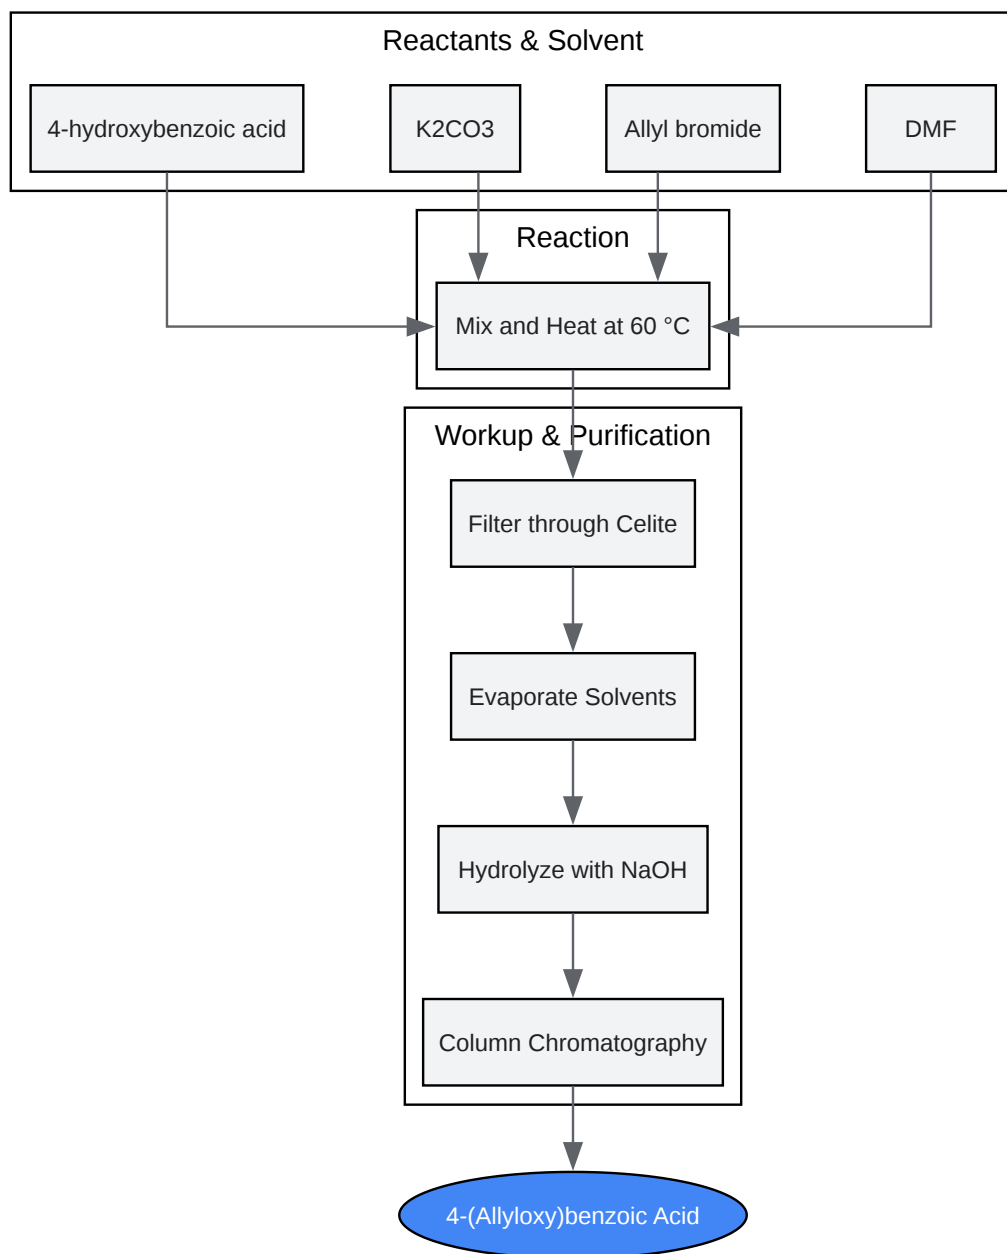 Reactants & Solvent
4-hydroxybenzoic acid
K2CO3
Allyl bromide
DMF
Reaction
Mix and Heat at 60 °C
Workup & Purification
Filter through Celite
Evaporate Solvents
Hydrolyze with NaOH
Column Chromatography
4-(Allyloxy)benzoic Acid